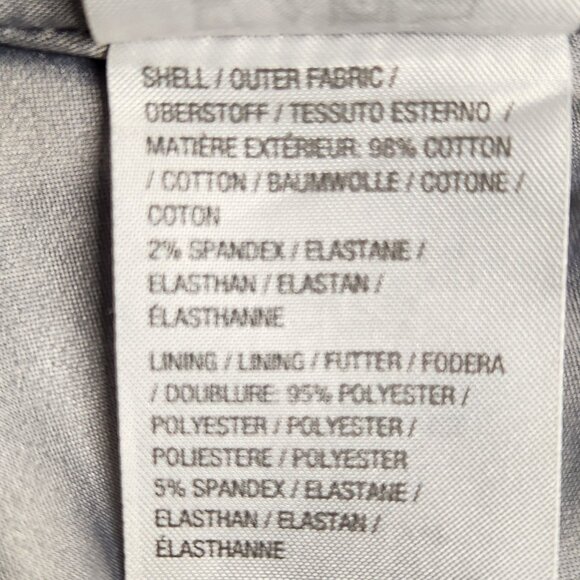 SHELL / OUTER FABRIC /
OBERSTOFF / TESSUTO ESTERNO /
MATIÈRE EXTÉRIEUR: 98% COTTON
/ COTTON / BAUMWOLLE / COTONE /
COTON
2% SPANDEX / ELASTANE /
ELASTHAN / ELASTAN /
ÉLASTHANNE
LINING / LINING / FUTTER / FODERA
/ DOUBLURE: 95% POLYESTER /
POLYESTER / POLYESTER /
POLIESTERE / POLYESTER
5% SPANDEX / ELASTANE /
ELASTHAN / ELASTAN /
ÉLASTHANNE